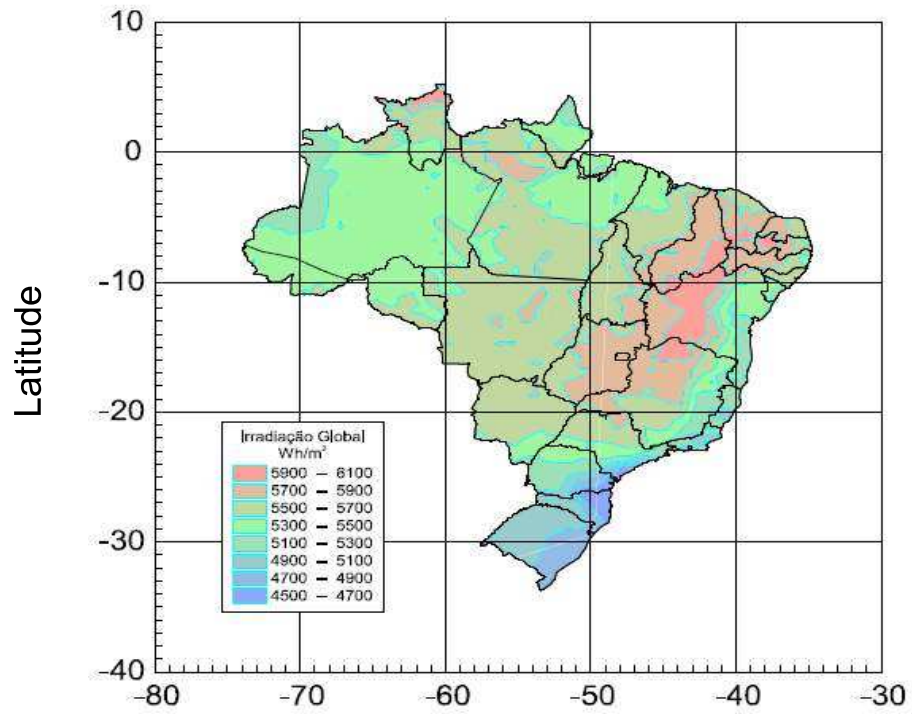 10
0
-10
-20
-30
-40
Latitude
Irradiação Global
Wh/m²
5900 – 6100
5700 – 5900
5500 – 5700
5300 – 5500
5100 – 5300
4900 – 5100
4700 – 4900
4500 – 4700
-80 -70 -60 -50 -40 -30